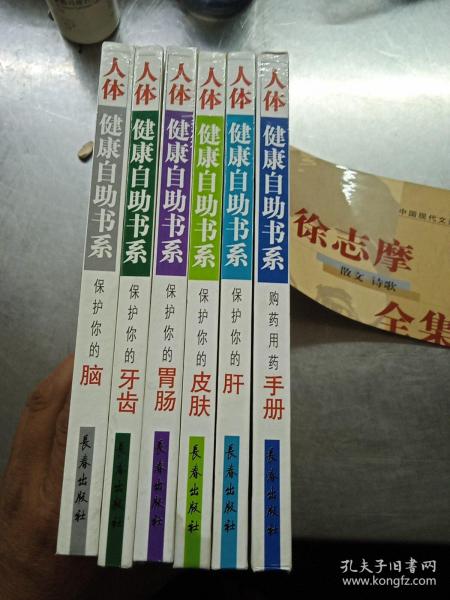 人体
健康自助书系
保护你的
脑
长春出版社
人体
健康自助书系
保护你的
牙齿
长春出版社
人体
健康自助书系
保护你的
胃肠
长春出版社
人体
健康自助书系
保护你的
皮肤
长春出版社
人体
健康自助书系
保护你的
肝
长春出版社
人体
健康自助书系
购药用药
手册
长春出版社
中国现代文
徐志摩
散文 诗歌
全集
孔夫子旧书网
www.kongfz.com